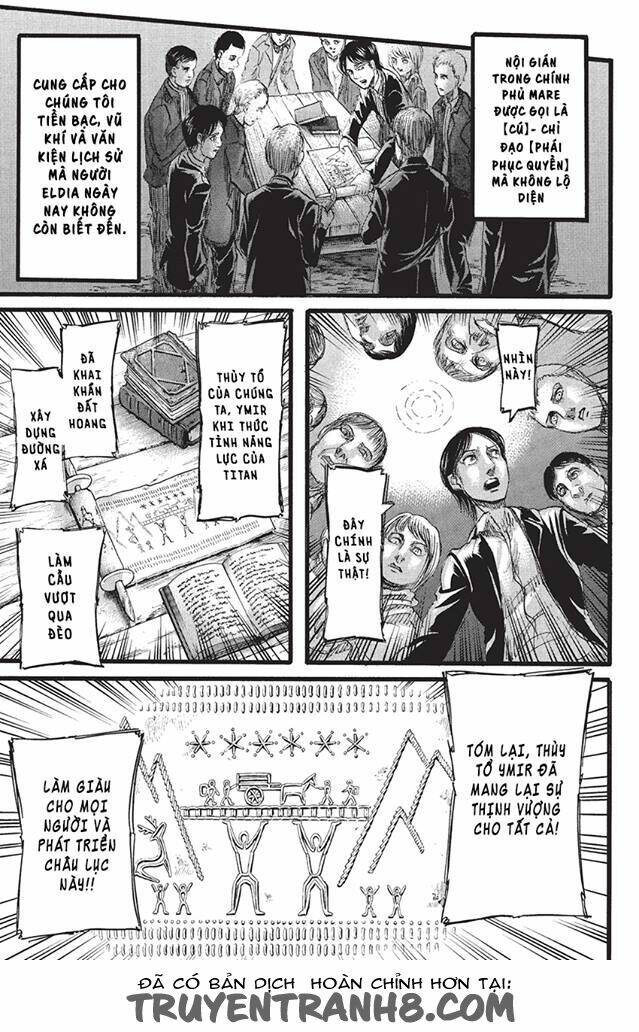 NỘI GIÁN
TRONG CHÍNH
PHỦ MARE
ĐƯỢC GỌI LÀ
[CÚ]- CHỈ
ĐẠO [PHÁI
PHỤC QUYỀN]
MÀ KHÔNG LỘ
DIỆN
CUNG CẤP CHO
CHÚNG TÔI
TIỀN BẠC, VŨ
KHÍ VÀ VĂN
KIỆN LỊCH SỬ
MÀ NGƯỜI
ELDIA NGÀY
NAY KHÔNG
CÒN BIẾT ĐẾN.
NHÌN
NÀY!
ĐÂY
CHÍNH
LÀ SỰ
THẬT!
THỦY TỔ
CỦA CHÚNG
TA, YMIR
KHI THỨC
TỈNH NĂNG
LỰC CỦA
TITAN
ĐÃ
KHAI
KHẨN
ĐẤT
HOANG
XÂY
DỰNG
ĐƯỜNG
XÁ
LÀM
CẦU
VƯỢT
QUA
ĐÈO
TÓM LẠI, THỦY
TỔ YMIR ĐÃ
MANG LẠI SỰ
THỊNH VƯỢNG
CHO TẤT CẢ!
LÀM GIÀU
CHO MỌI
NGƯỜI VÀ
PHÁT TRIỂN
CHÂU LỤC
NÀY!!
ĐÃ CÓ BẢN DỊCH HOÀN CHỈNH HƠN TẠI:
TRUYENTRANH8.COM